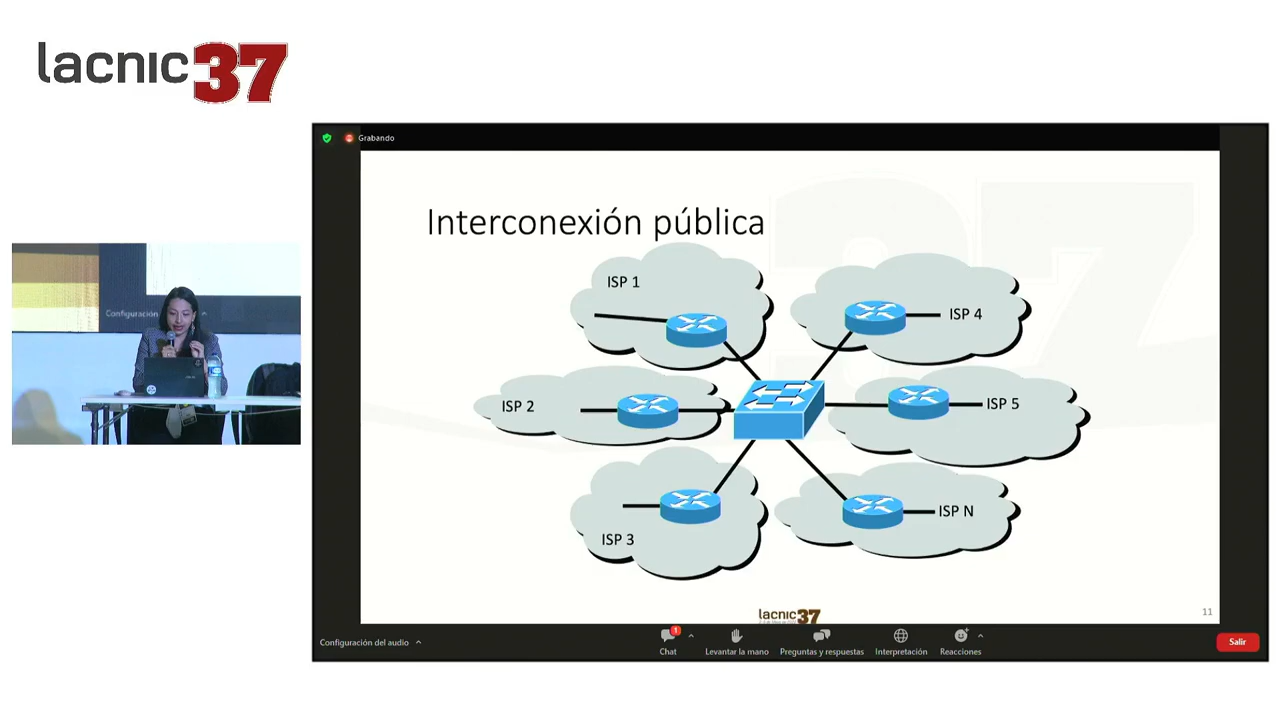 lacnic37
Grabando
Interconexión pública
ISP 1
ISP 4
ISP 2
ISP 5
ISP N
ISP 3
lacnic37
11
Configuración
Configuración del audio
1
Chat
Levantar la mano
Preguntas y respuestas
Interpretación
Reacciones
Salir